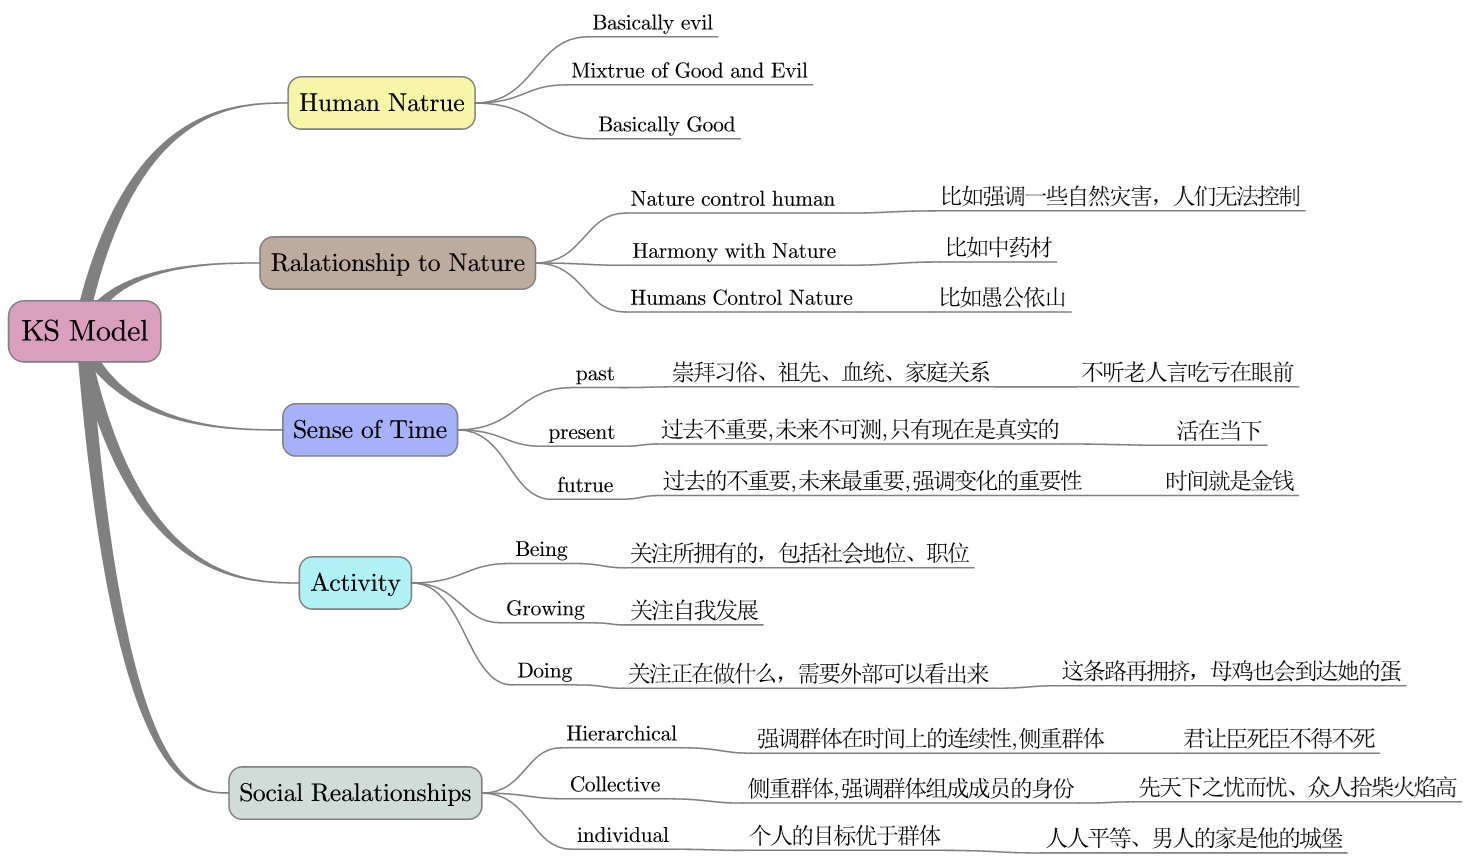 KS Model
Human Natrue
Basically evil
Mixtrue of Good and Evil
Basically Good
Ralationship to Nature
Nature control human
比如强调一些自然灾害，人们无法控制
Harmony with Nature
比如中药材
Humans Control Nature
比如愚公依山
Sense of Time
past
崇拜习俗、祖先、血统、家庭关系
不听老人言吃亏在眼前
present
过去不重要,未来不可测,只有现在是真实的
活在当下
futrue
过去的不重要,未来最重要,强调变化的重要性
时间就是金钱
Activity
Being
关注所拥有的，包括社会地位、职位
Growing
关注自我发展
Doing
关注正在做什么，需要外部可以看出来
这条路再拥挤，母鸡也会到达她的蛋
Social Realationships
Hierarchical
强调群体在时间上的连续性,侧重群体
君让臣死臣不得不死
Collective
侧重群体,强调群体组成成员的身份
先天下之忧而忧、众人拾柴火焰高
individual
个人的目标优于群体
人人平等、男人的家是他的城堡